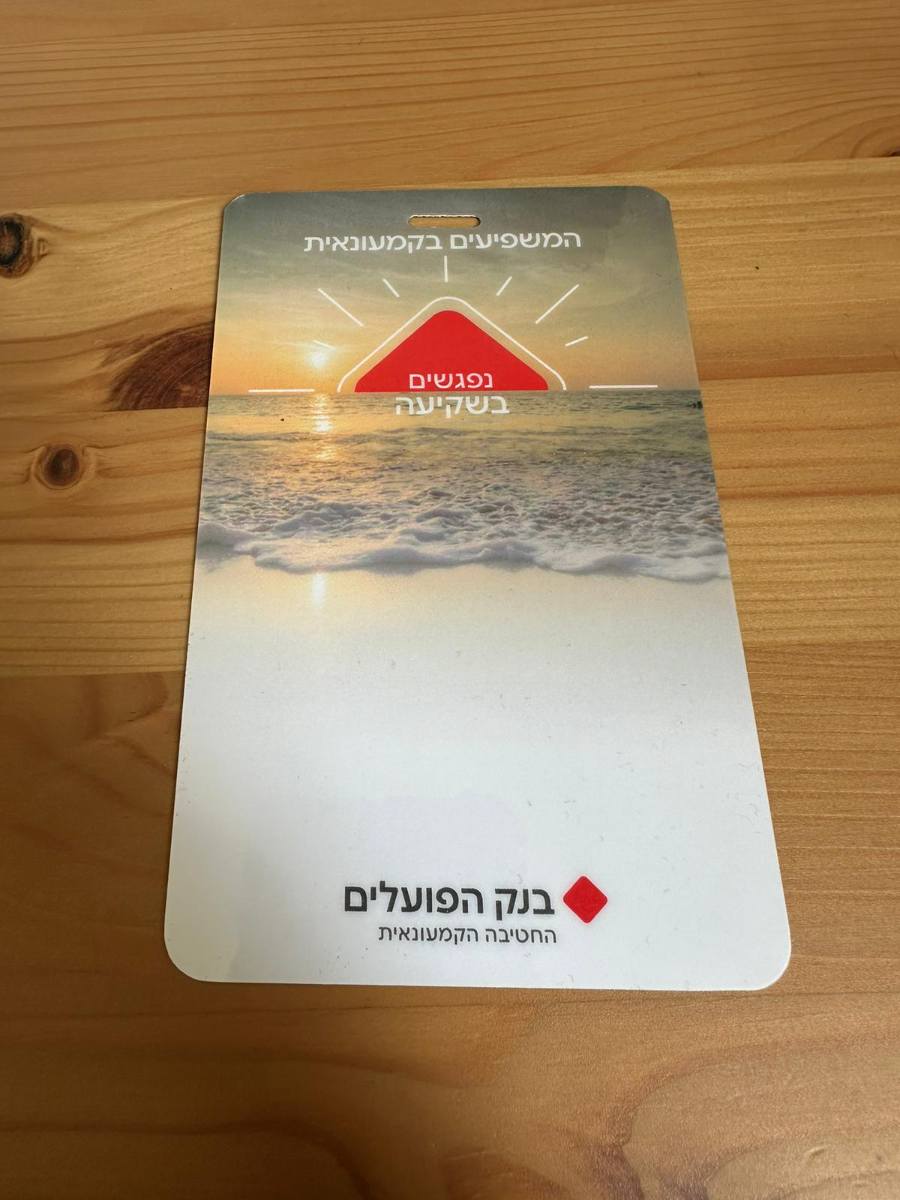 המשפיעים בקמעונאית
נפגשים
בשקיעה
בנק הפועלים
החטיבה הקמעונאית